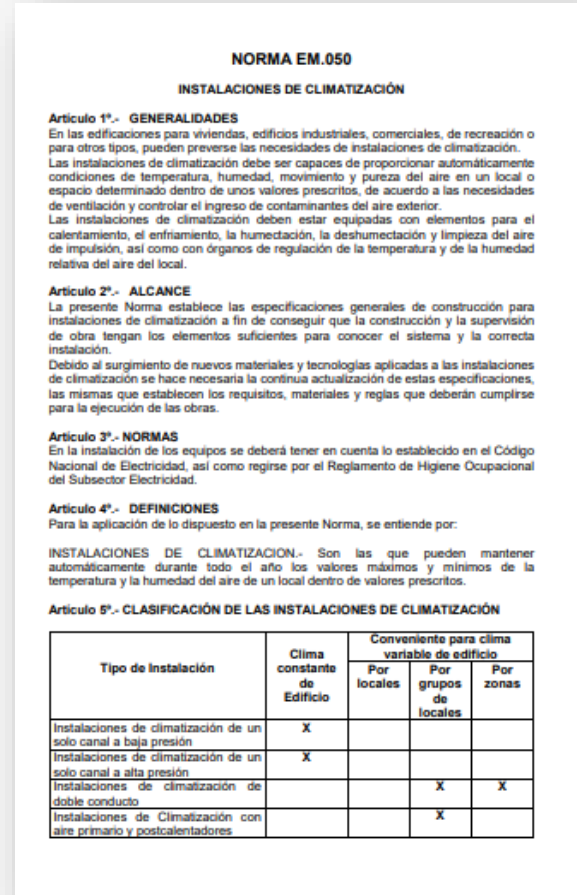 NORMA EM.050
INSTALACIONES DE CLIMATIZACIÓN
Artículo 1º.- GENERALIDADES
En las edificaciones para viviendas, edificios industriales, comerciales, de recreación o
para otros tipos, pueden preverse las necesidades de instalaciones de climatización.
Las instalaciones de climatización debe ser capaces de proporcionar automáticamente
condiciones de temperatura, humedad, movimiento y pureza del aire en un local o
espacio determinado dentro de unos valores prescritos, de acuerdo a las necesidades
de ventilación y controlar el ingreso de contaminantes del aire exterior.
Las instalaciones de climatización deben estar equipadas con elementos para el
calentamiento, el enfriamiento, la humectación, la deshumectación y limpieza del aire
de impulsión, así como con órganos de regulación de la temperatura y de la humedad
relativa del aire del local.
Artículo 2º.- ALCANCE
La presente Norma establece las especificaciones generales de construcción para
instalaciones de climatización a fin de conseguir que la construcción y la supervisión
de obra tengan los elementos suficientes para conocer el sistema y la correcta
instalación.
Debido al surgimiento de nuevos materiales y tecnologías aplicadas a las instalaciones
de climatización se hace necesaria la continua actualización de estas especificaciones,
las mismas que establecen los requisitos, materiales y reglas que deberán cumplirse
para la ejecución de las obras.
Artículo 3º.- NORMAS
En la instalación de los equipos se deberá tener en cuenta lo establecido en el Código
Nacional de Electricidad, así como regirse por el Reglamento de Higiene Ocupacional
del Subsector Electricidad.
Artículo 4º.- DEFINICIONES
Para la aplicación de lo dispuesto en la presente Norma, se entiende por:
INSTALACIONES DE CLIMATIZACION.- Son las que pueden mantener
automáticamente durante todo el año los valores máximos y mínimos de la
temperatura y la humedad del aire de un local dentro de valores prescritos.
Artículo 5º.- CLASIFICACIÓN DE LAS INSTALACIONES DE CLIMATIZACIÓN
Tipo de Instalación
Clima
constante
de
Edificio
Conveniente para clima
variable de edificio
Por
locales
Por
grupos
de
locales
Por
zonas
Instalaciones de climatización de un
solo canal a baja presión
X
Instalaciones de climatización de un
solo canal a alta presión
X
Instalaciones de climatización de
doble conducto
X X
Instalaciones de Climatización con
aire primario y postcalentadores
X